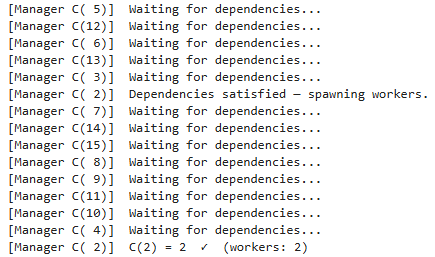 [Manager C( 5)]  Waiting for dependencies...
[Manager C(12)]  Waiting for dependencies...
[Manager C( 6)]  Waiting for dependencies...
[Manager C(13)]  Waiting for dependencies...
[Manager C( 3)]  Waiting for dependencies...
[Manager C( 2)]  Dependencies satisfied — spawning workers.
[Manager C( 7)]  Waiting for dependencies...
[Manager C(14)]  Waiting for dependencies...
[Manager C(15)]  Waiting for dependencies...
[Manager C( 8)]  Waiting for dependencies...
[Manager C( 9)]  Waiting for dependencies...
[Manager C(11)]  Waiting for dependencies...
[Manager C(10)]  Waiting for dependencies...
[Manager C( 4)]  Waiting for dependencies...
[Manager C( 2)]  C(2) = 2  ✓  (workers: 2)